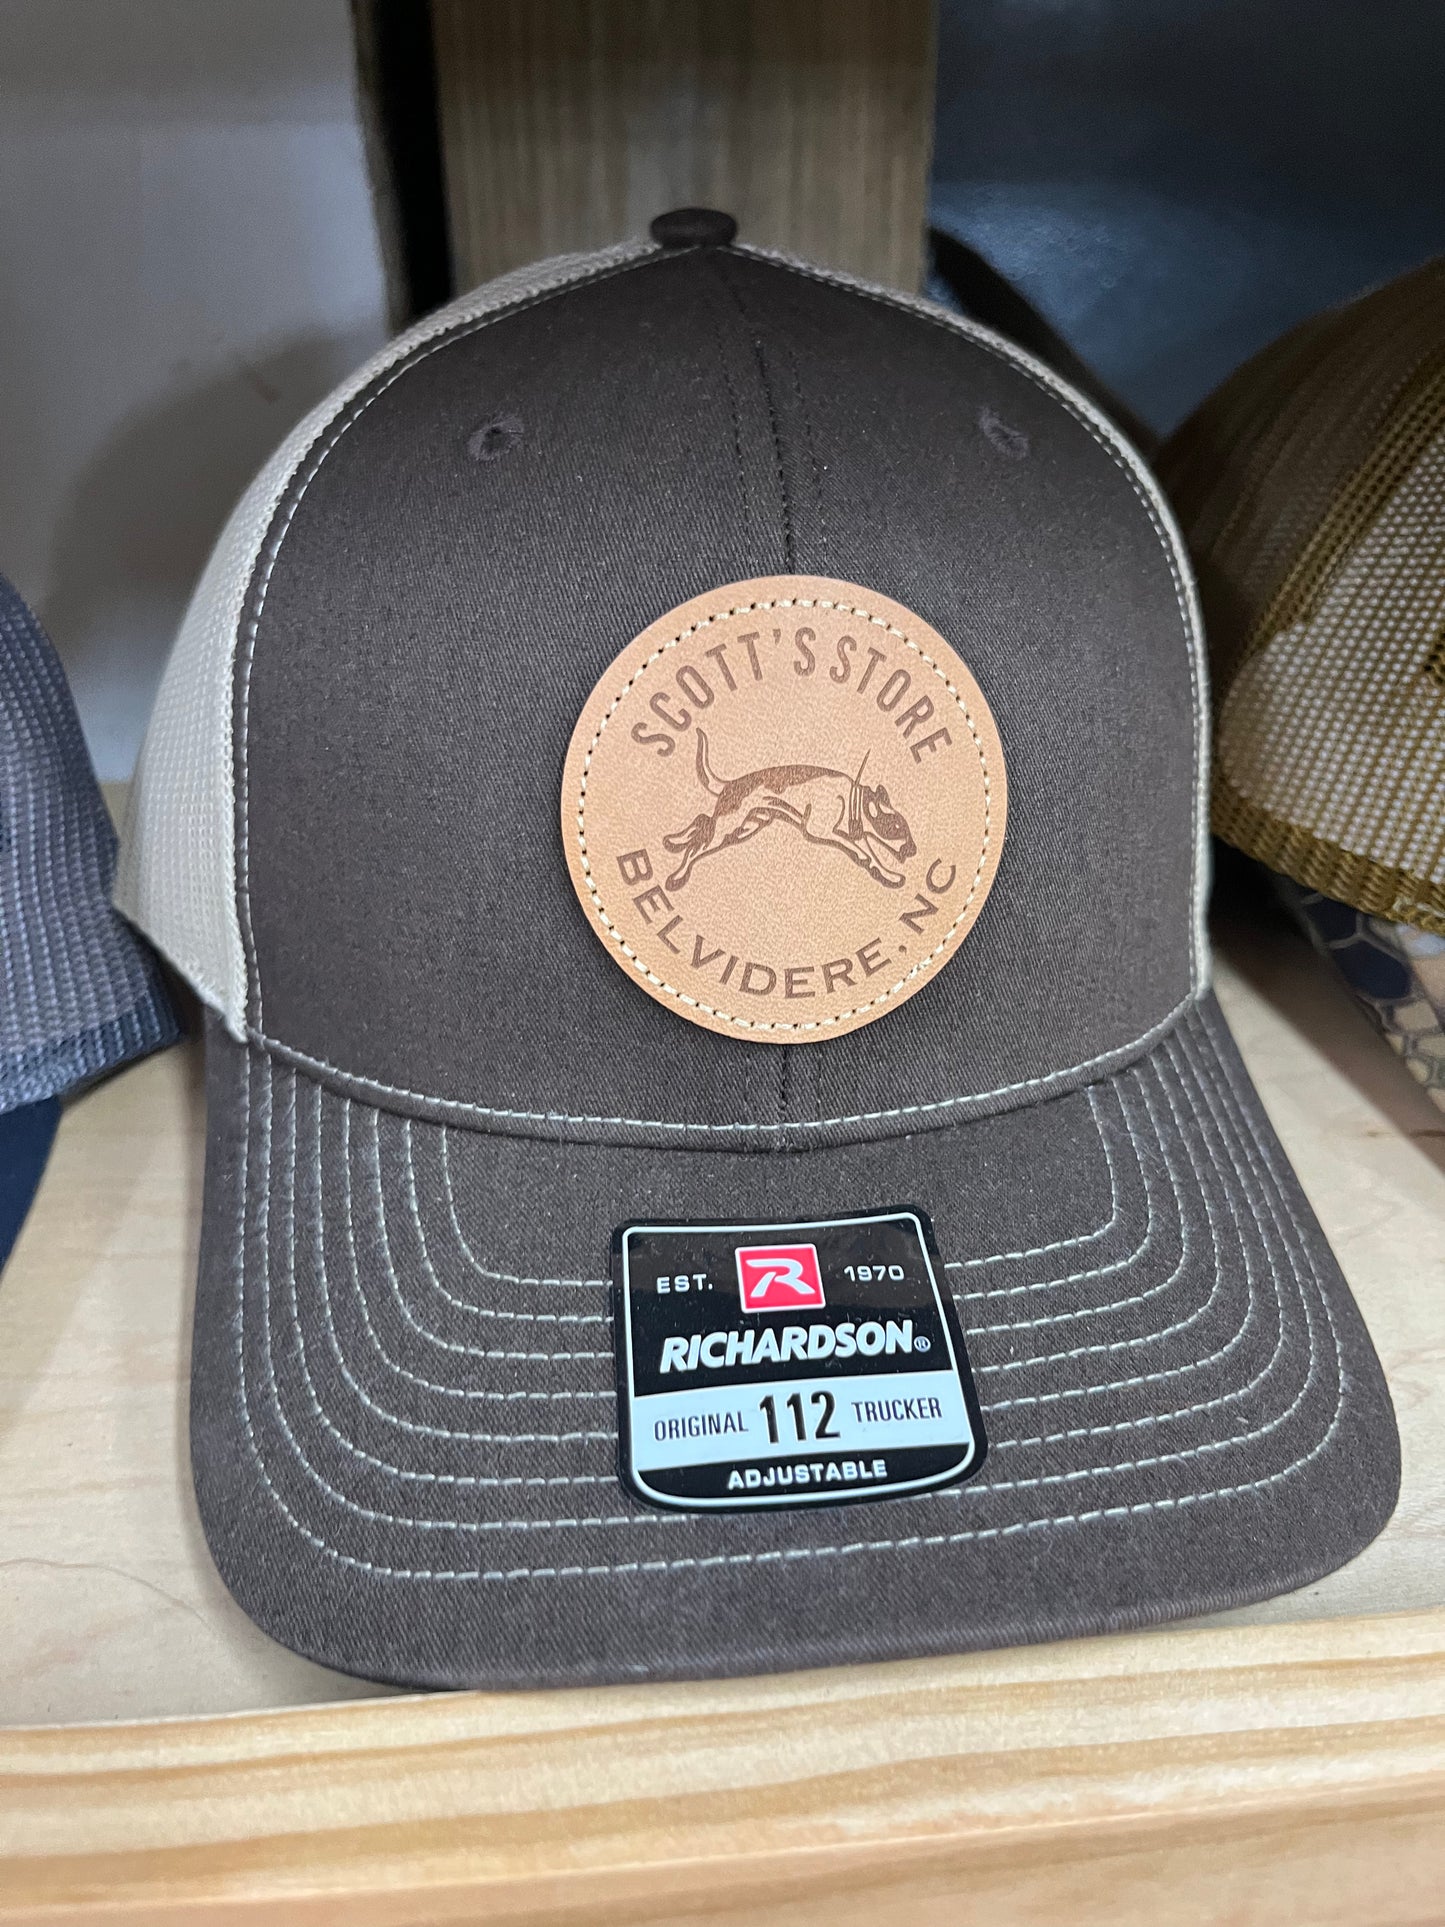 SCOTT'S STORE
BELVIDERE, NC
EST. R 1970
RICHARDSON®
ORIGINAL 112 TRUCKER
ADJUSTABLE